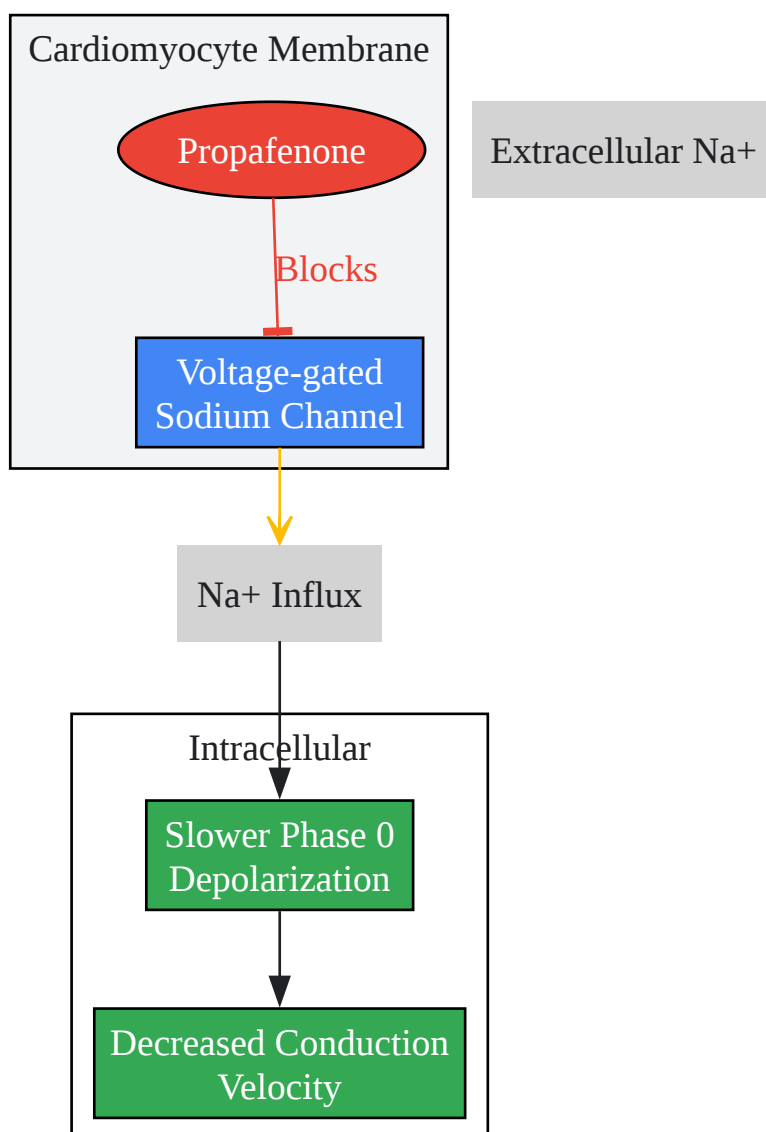 Cardiomyocyte Membrane
Propafenone
Extracellular Na+
Blocks
Voltage-gated
Sodium Channel
Na+ Influx
Intracellular
Slower Phase 0
Depolarization
Decreased Conduction
Velocity